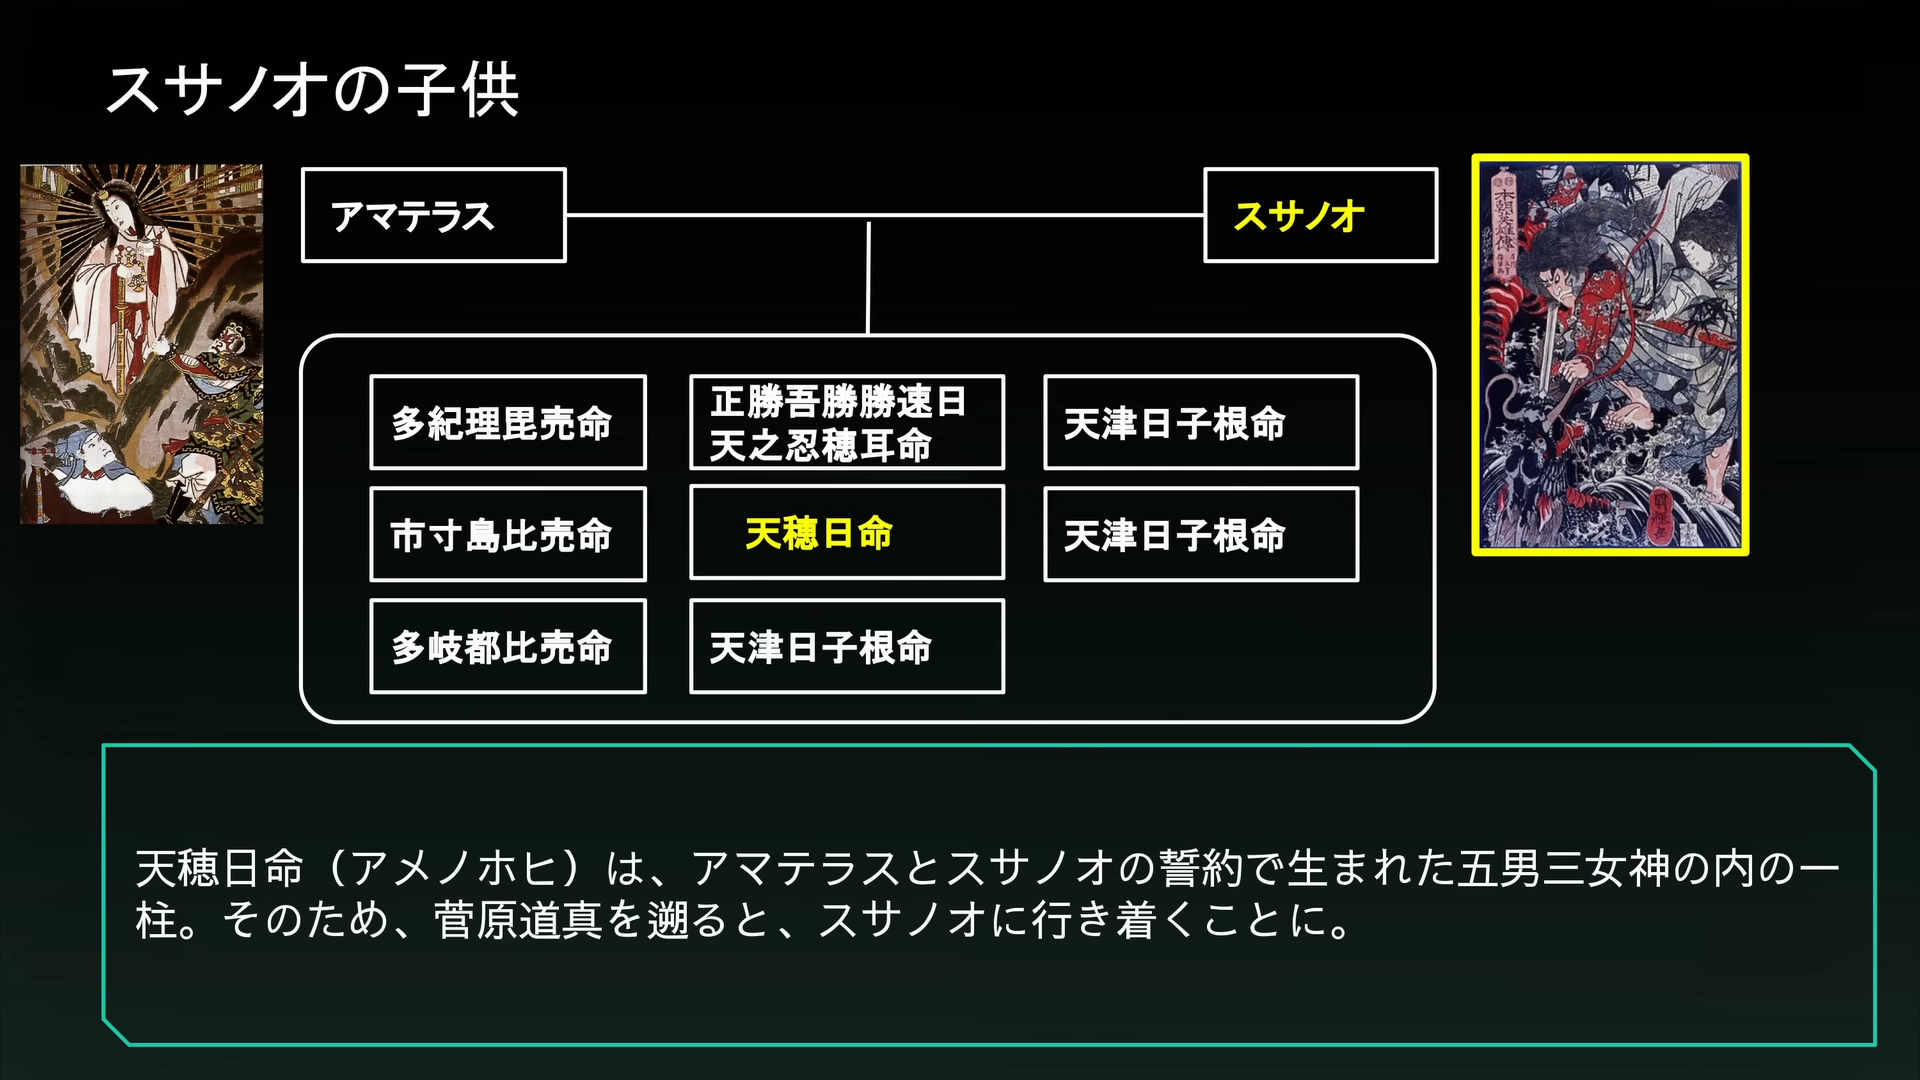 スサノオの子供
アマテラス
スサノオ
本朝英雄傳
多紀理毘売命
正勝吾勝勝速日
天之忍穂耳命
天津日子根命
市寸島比売命
天穂日命
天津日子根命
多岐都比売命
天津日子根命
天穂日命（アメノホヒ）は、アマテラスとスサノオの誓約で生まれた五男三女神の内の一
柱。そのため、菅原道真を遡ると、スサノオに行き着くことに。